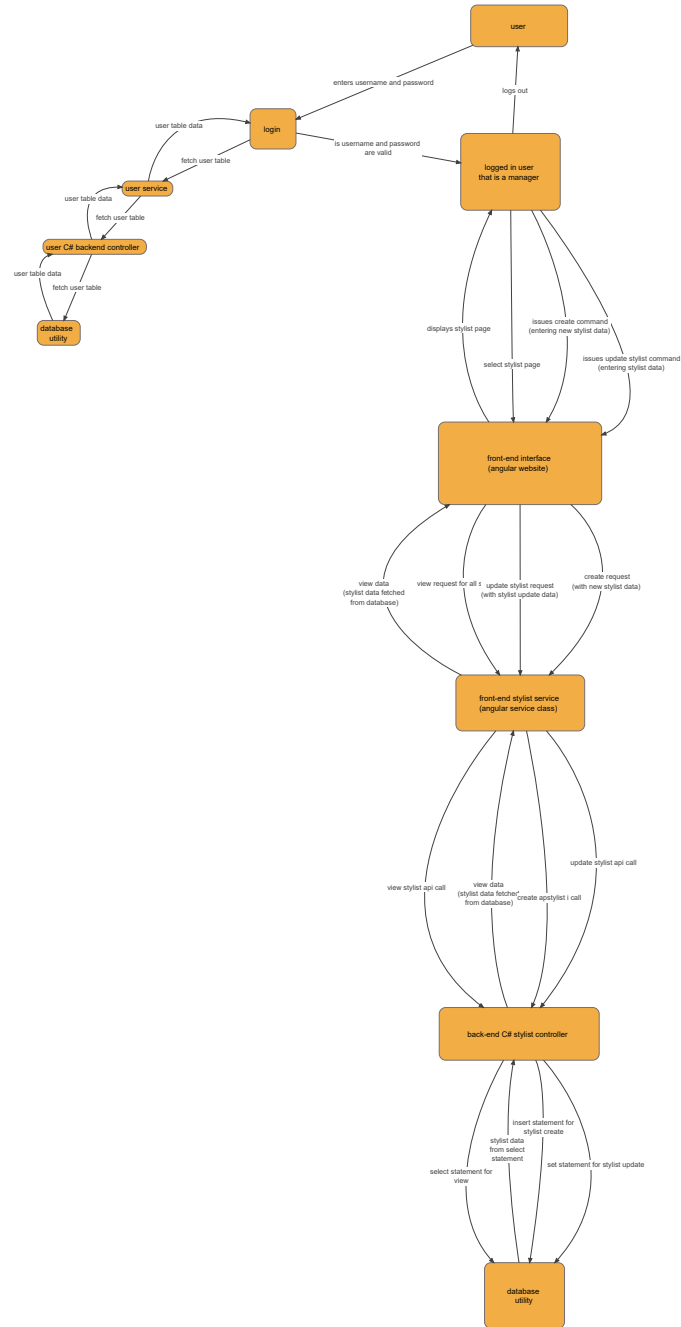 user
enters username and password
logs out
login
user table data
is username and password
are valid
fetch user table
logged in user
that is a manager
user service
user table data
fetch user table
user C# backend controller
user table data
fetch user table
database
utility
displays stylist page
issues create command
(entering new stylist data)
select stylist page
issues update stylist command
(entering stylist data)
front-end interface
(angular website)
view data
(stylist data fetched
from database)
view request for all s
update stylist request
(with stylist update data)
create request
(with new stylist data)
front-end stylist service
(angular service class)
view stylist api call
view data
(stylist data fetched
from database)
create apstylist i call
update stylist api call
back-end C# stylist controller
select statement for
view
stylist data
from select
statement
insert statement for
stylist create
set statement for stylist update
database
utility